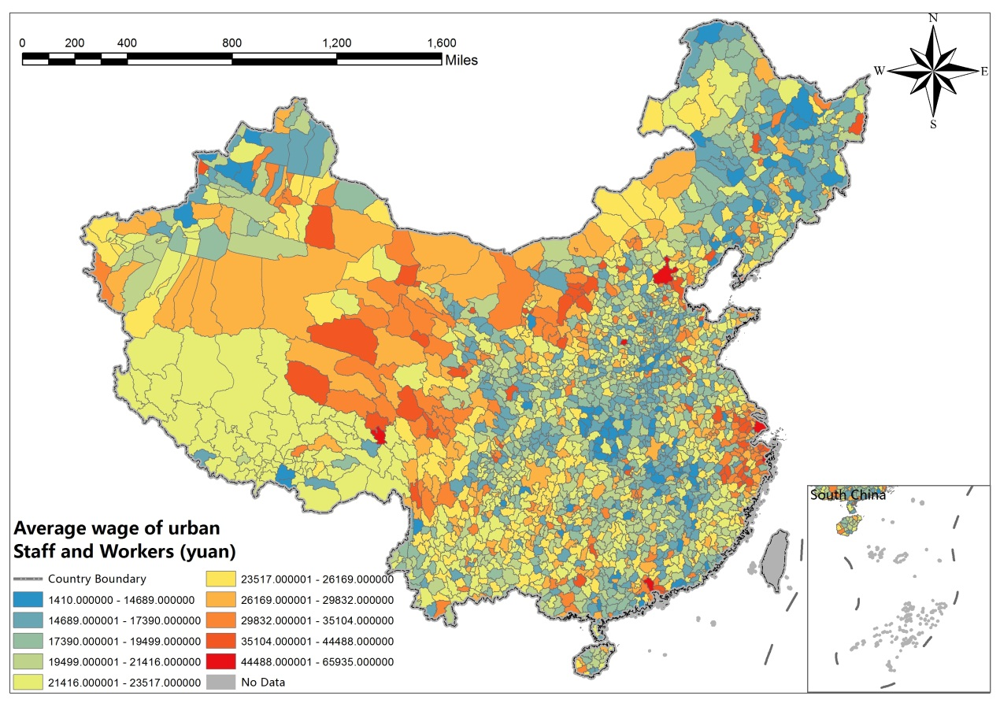 N
0 200 400 800 1,200 1,600
Miles
W E
S
South China
Average wage of urban
Staff and Workers (yuan)
Country Boundary
1410.000000 - 14689.000000
14689.000001 - 17390.000000
17390.000001 - 19499.000000
19499.000001 - 21416.000000
21416.000001 - 23517.000000
23517.000001 - 26169.000000
26169.000001 - 29832.000000
29832.000001 - 35104.000000
35104.000001 - 44488.000000
44488.000001 - 65935.000000
No Data